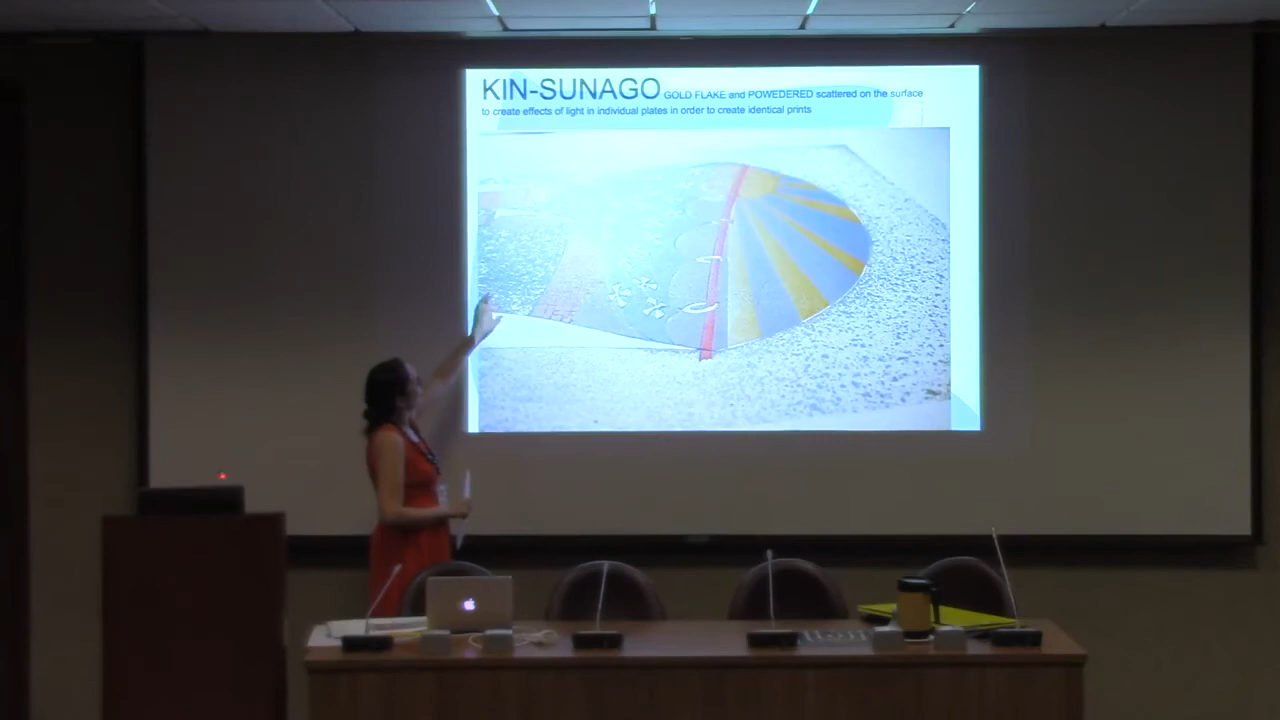 KIN-SUNAGO GOLD FLAKE and POWEDERED scattered on the surface
to create effects of light in individual plates in order to create identical prints